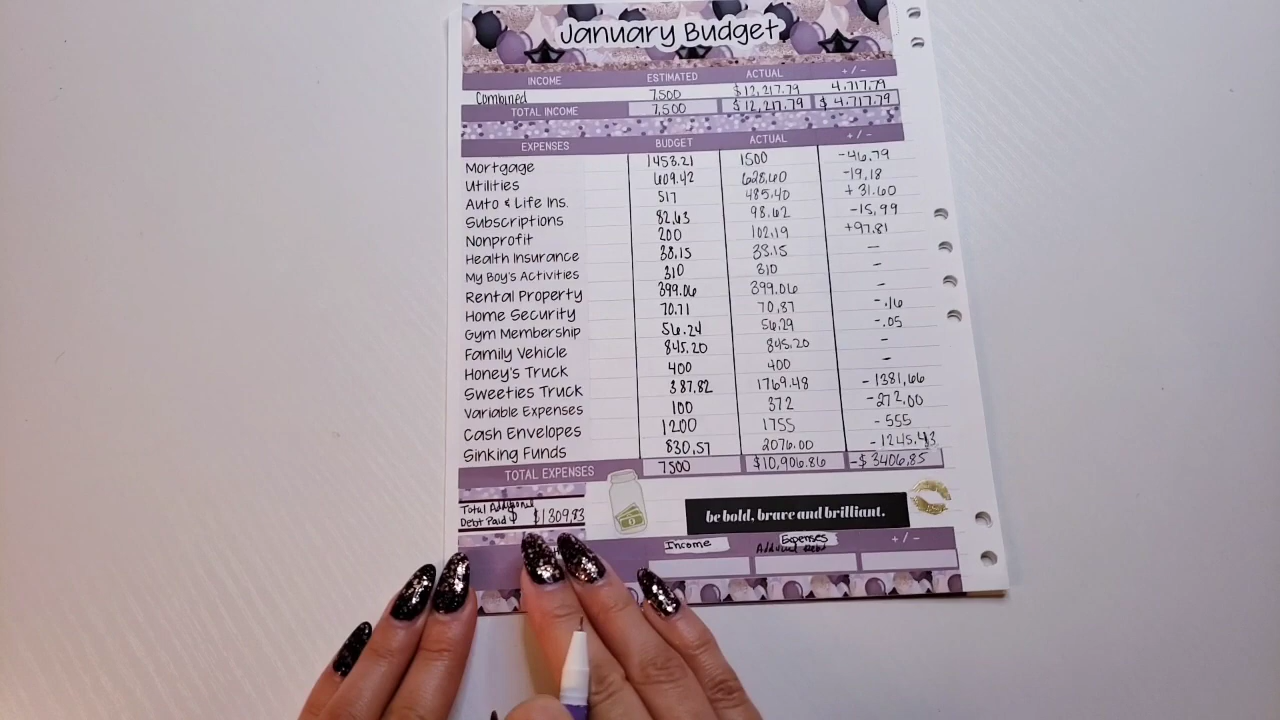 January Budget
INCOME ESTIMATED ACTUAL +/-
Combined 7,500 $12,217.79 4,717.79
TOTAL INCOME 7,500 $12,217.79 $4,717.79
EXPENSES BUDGET ACTUAL +/-
Mortgage 1453.21 1500 -46.79
Utilities 609.42 628.60 -19.18
Auto & Life Ins. 517 485.40 +31.60
Subscriptions 82.63 98.62 -15.99
Nonprofit 200 102.19 +97.81
Health Insurance 38.15 38.15 -
My Boy's Activities 310 310 -
Rental Property 399.06 399.06 -
Home Security 70.71 70.87 -.16
Gym Membership 56.24 56.29 -.05
Family Vehicle 845.20 845.20 -
Honey's Truck 400 400 -
Sweeties Truck 387.82 1769.48 -1381.66
Variable Expenses 100 372 -272.00
Cash Envelopes 1200 1755 -555
Sinking Funds 830.57 2076.00 -1245.43
TOTAL EXPENSES 7500 $10,906.86 -$3406.85
Total Additional
Debt Paid $ $1309.83
be bold, brave and brilliant.
Income Expenses +/-